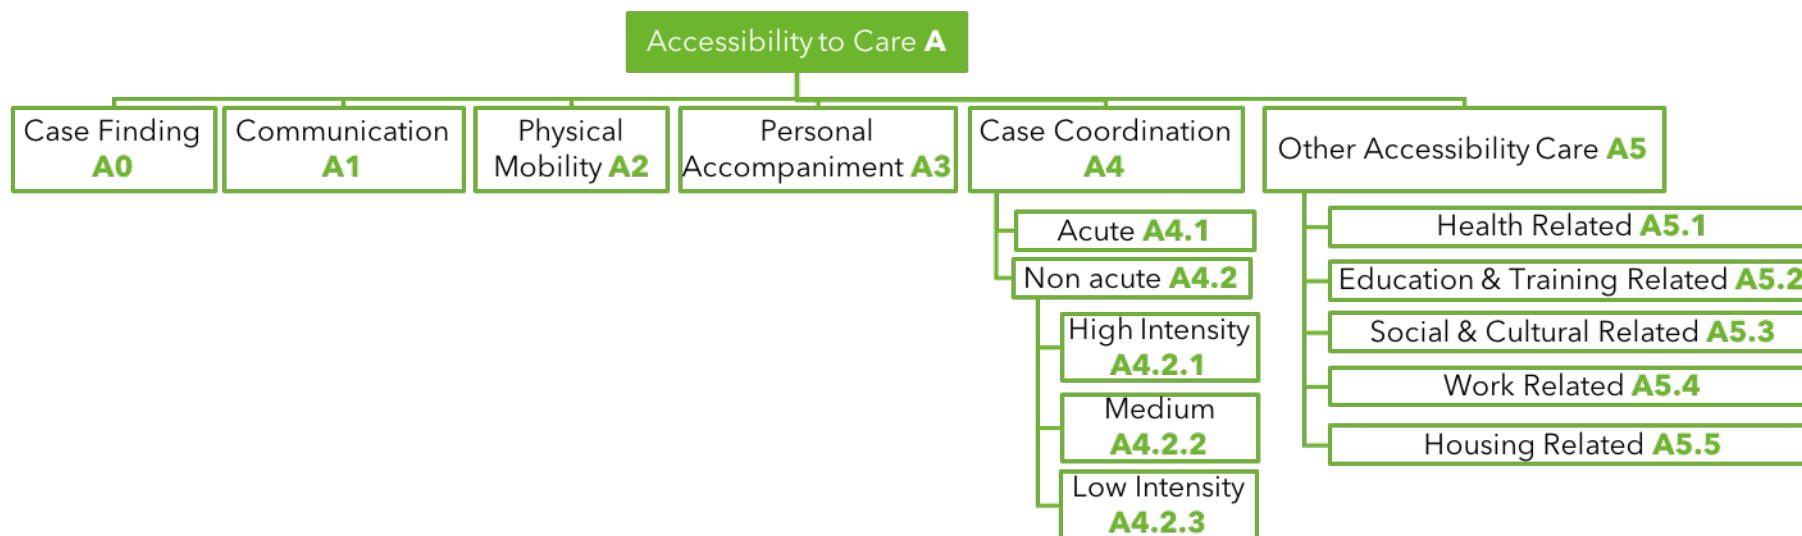 Accessibility to Care A
Case Finding
A0
Communication
A1
Physical
Mobility A2
Personal
Accompaniment A3
Case Coordination
A4
Other Accessibility Care A5
Acute A4.1
Non acute A4.2
High Intensity
A4.2.1
Medium
A4.2.2
Low Intensity
A4.2.3
Health Related A5.1
Education & Training Related A5.2
Social & Cultural Related A5.3
Work Related A5.4
Housing Related A5.5